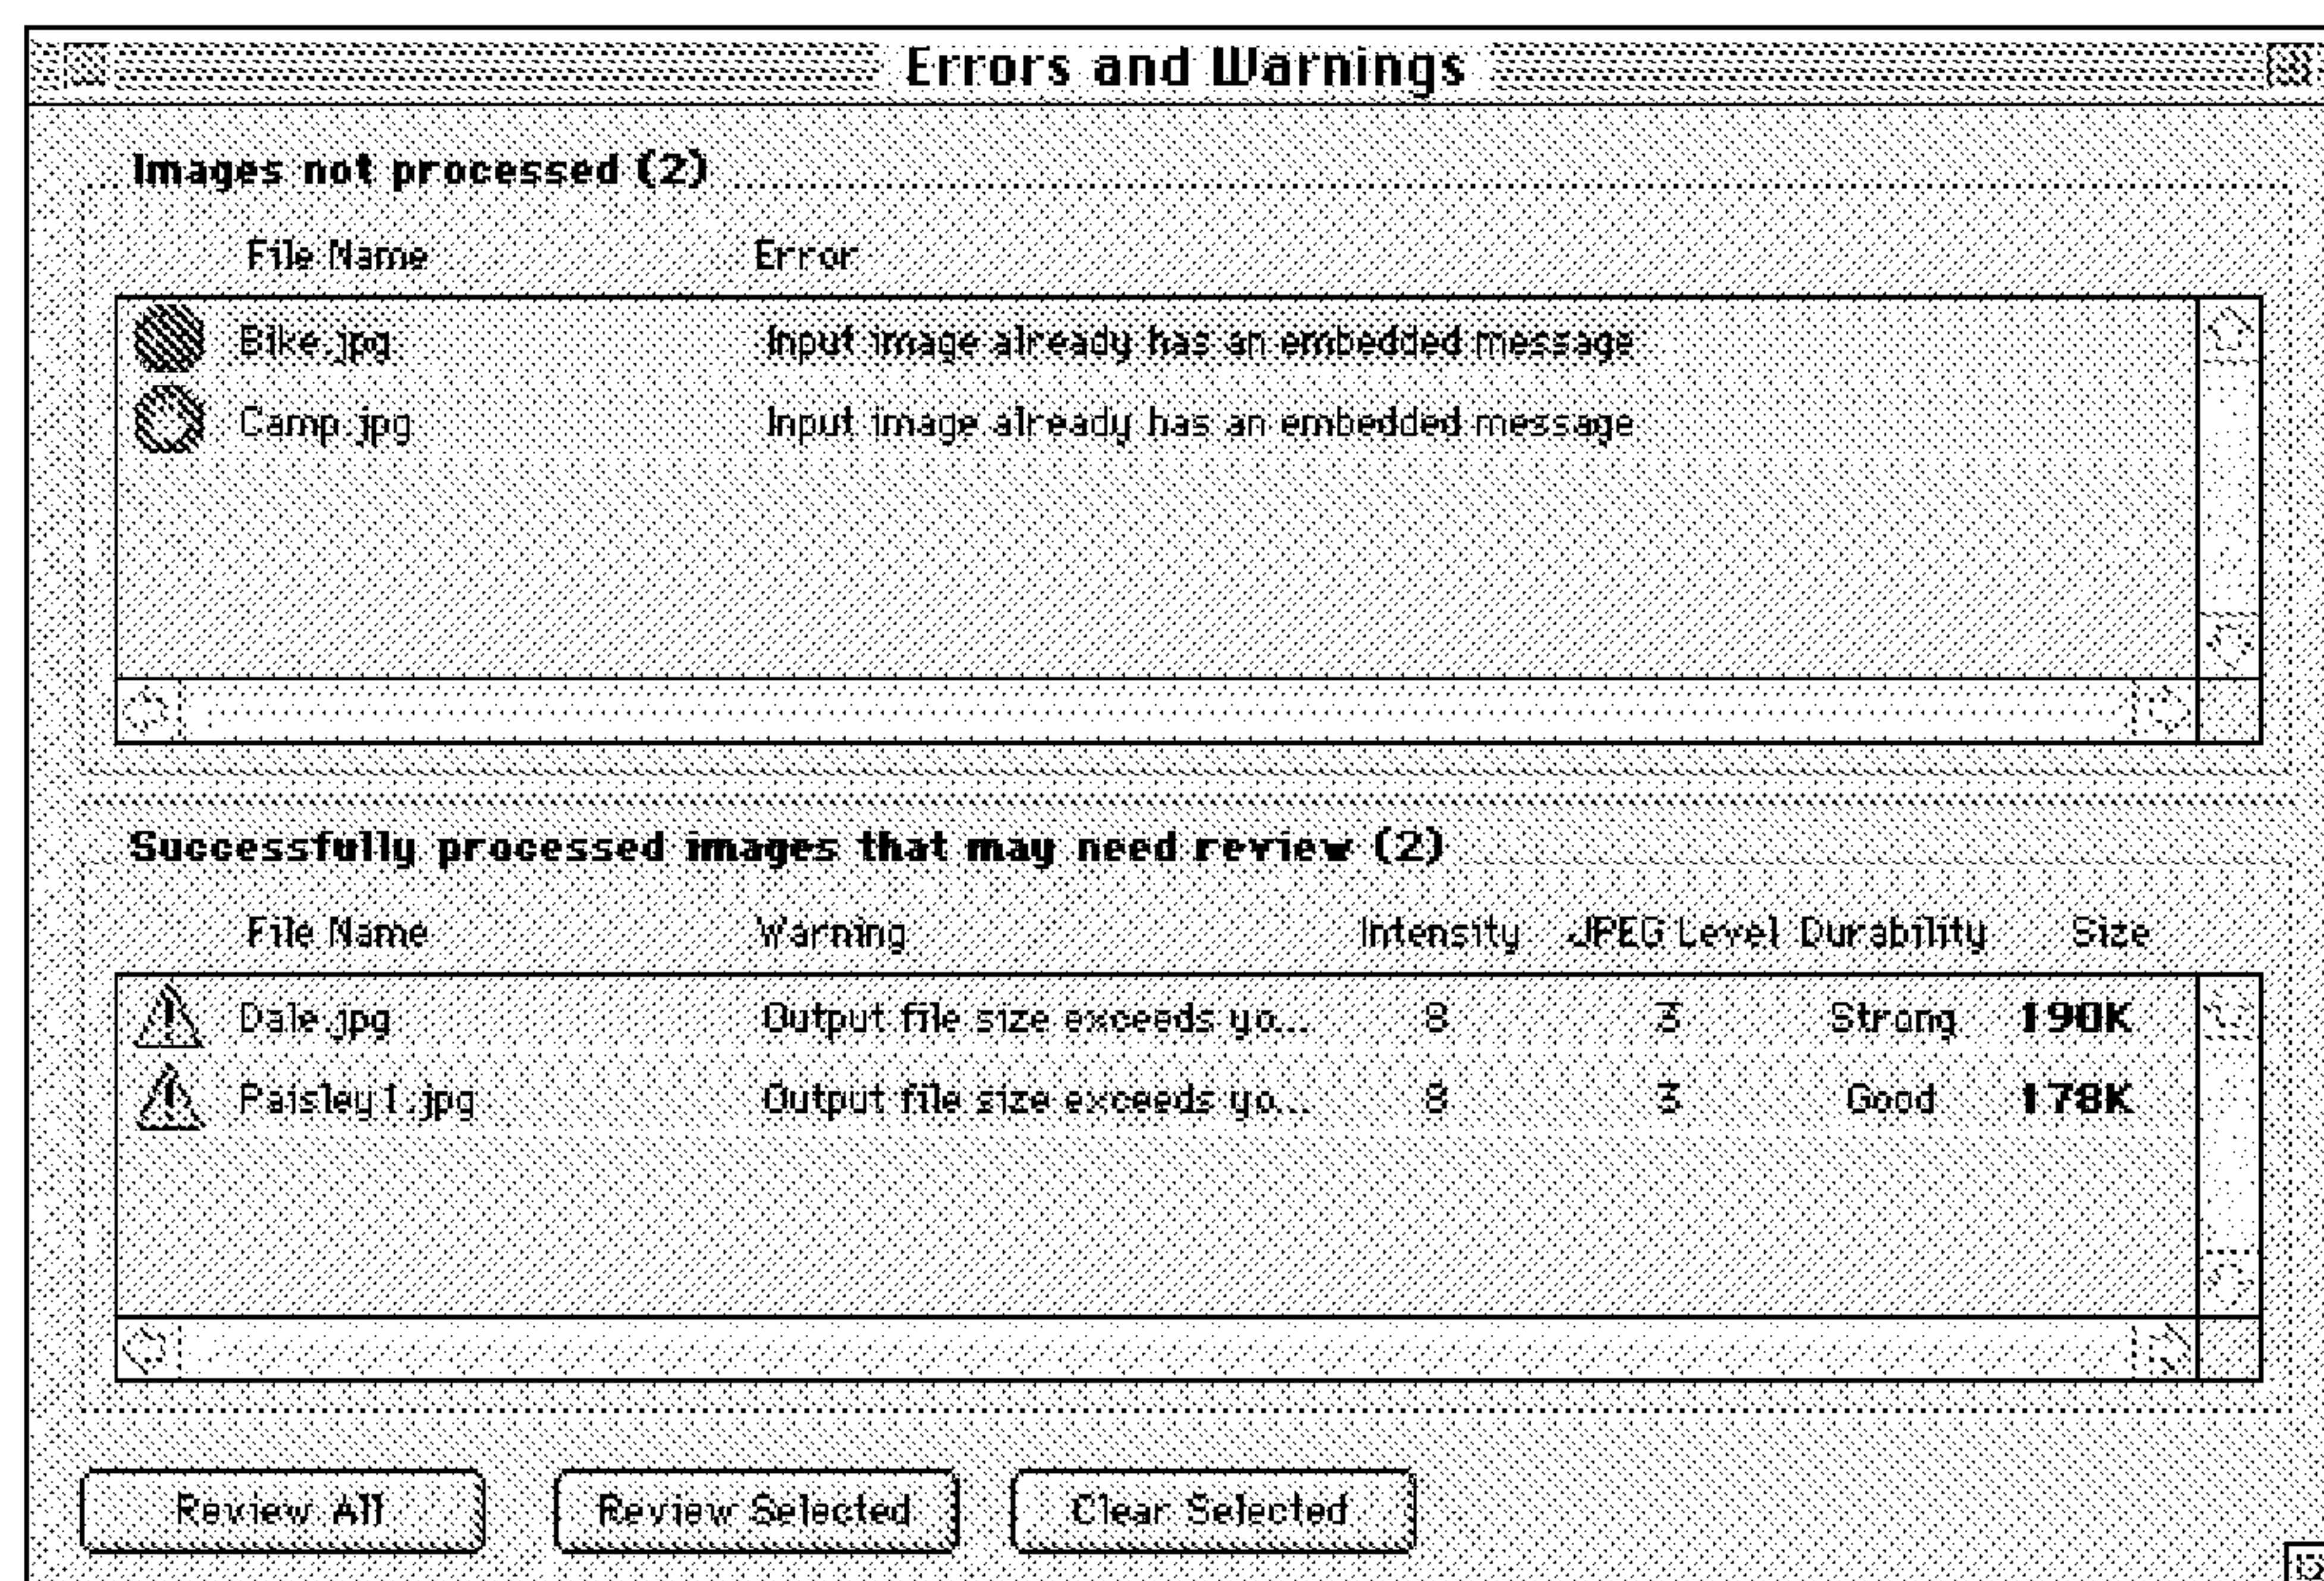 Errors and Warnings
Images not processed (2)
File Name Error
Bike.jpg Input image already has an embedded message
Camp.jpg Input image already has an embedded message
Successfully processed images that may need review (2)
File Name Warning Intensity JPEG Level Durability Size
Dale.jpg Output file size exceeds yo... 8 3 Strong 190K
Paisley1.jpg Output file size exceeds yo... 8 3 Good 178K
Review All Review Selected Clear Selected